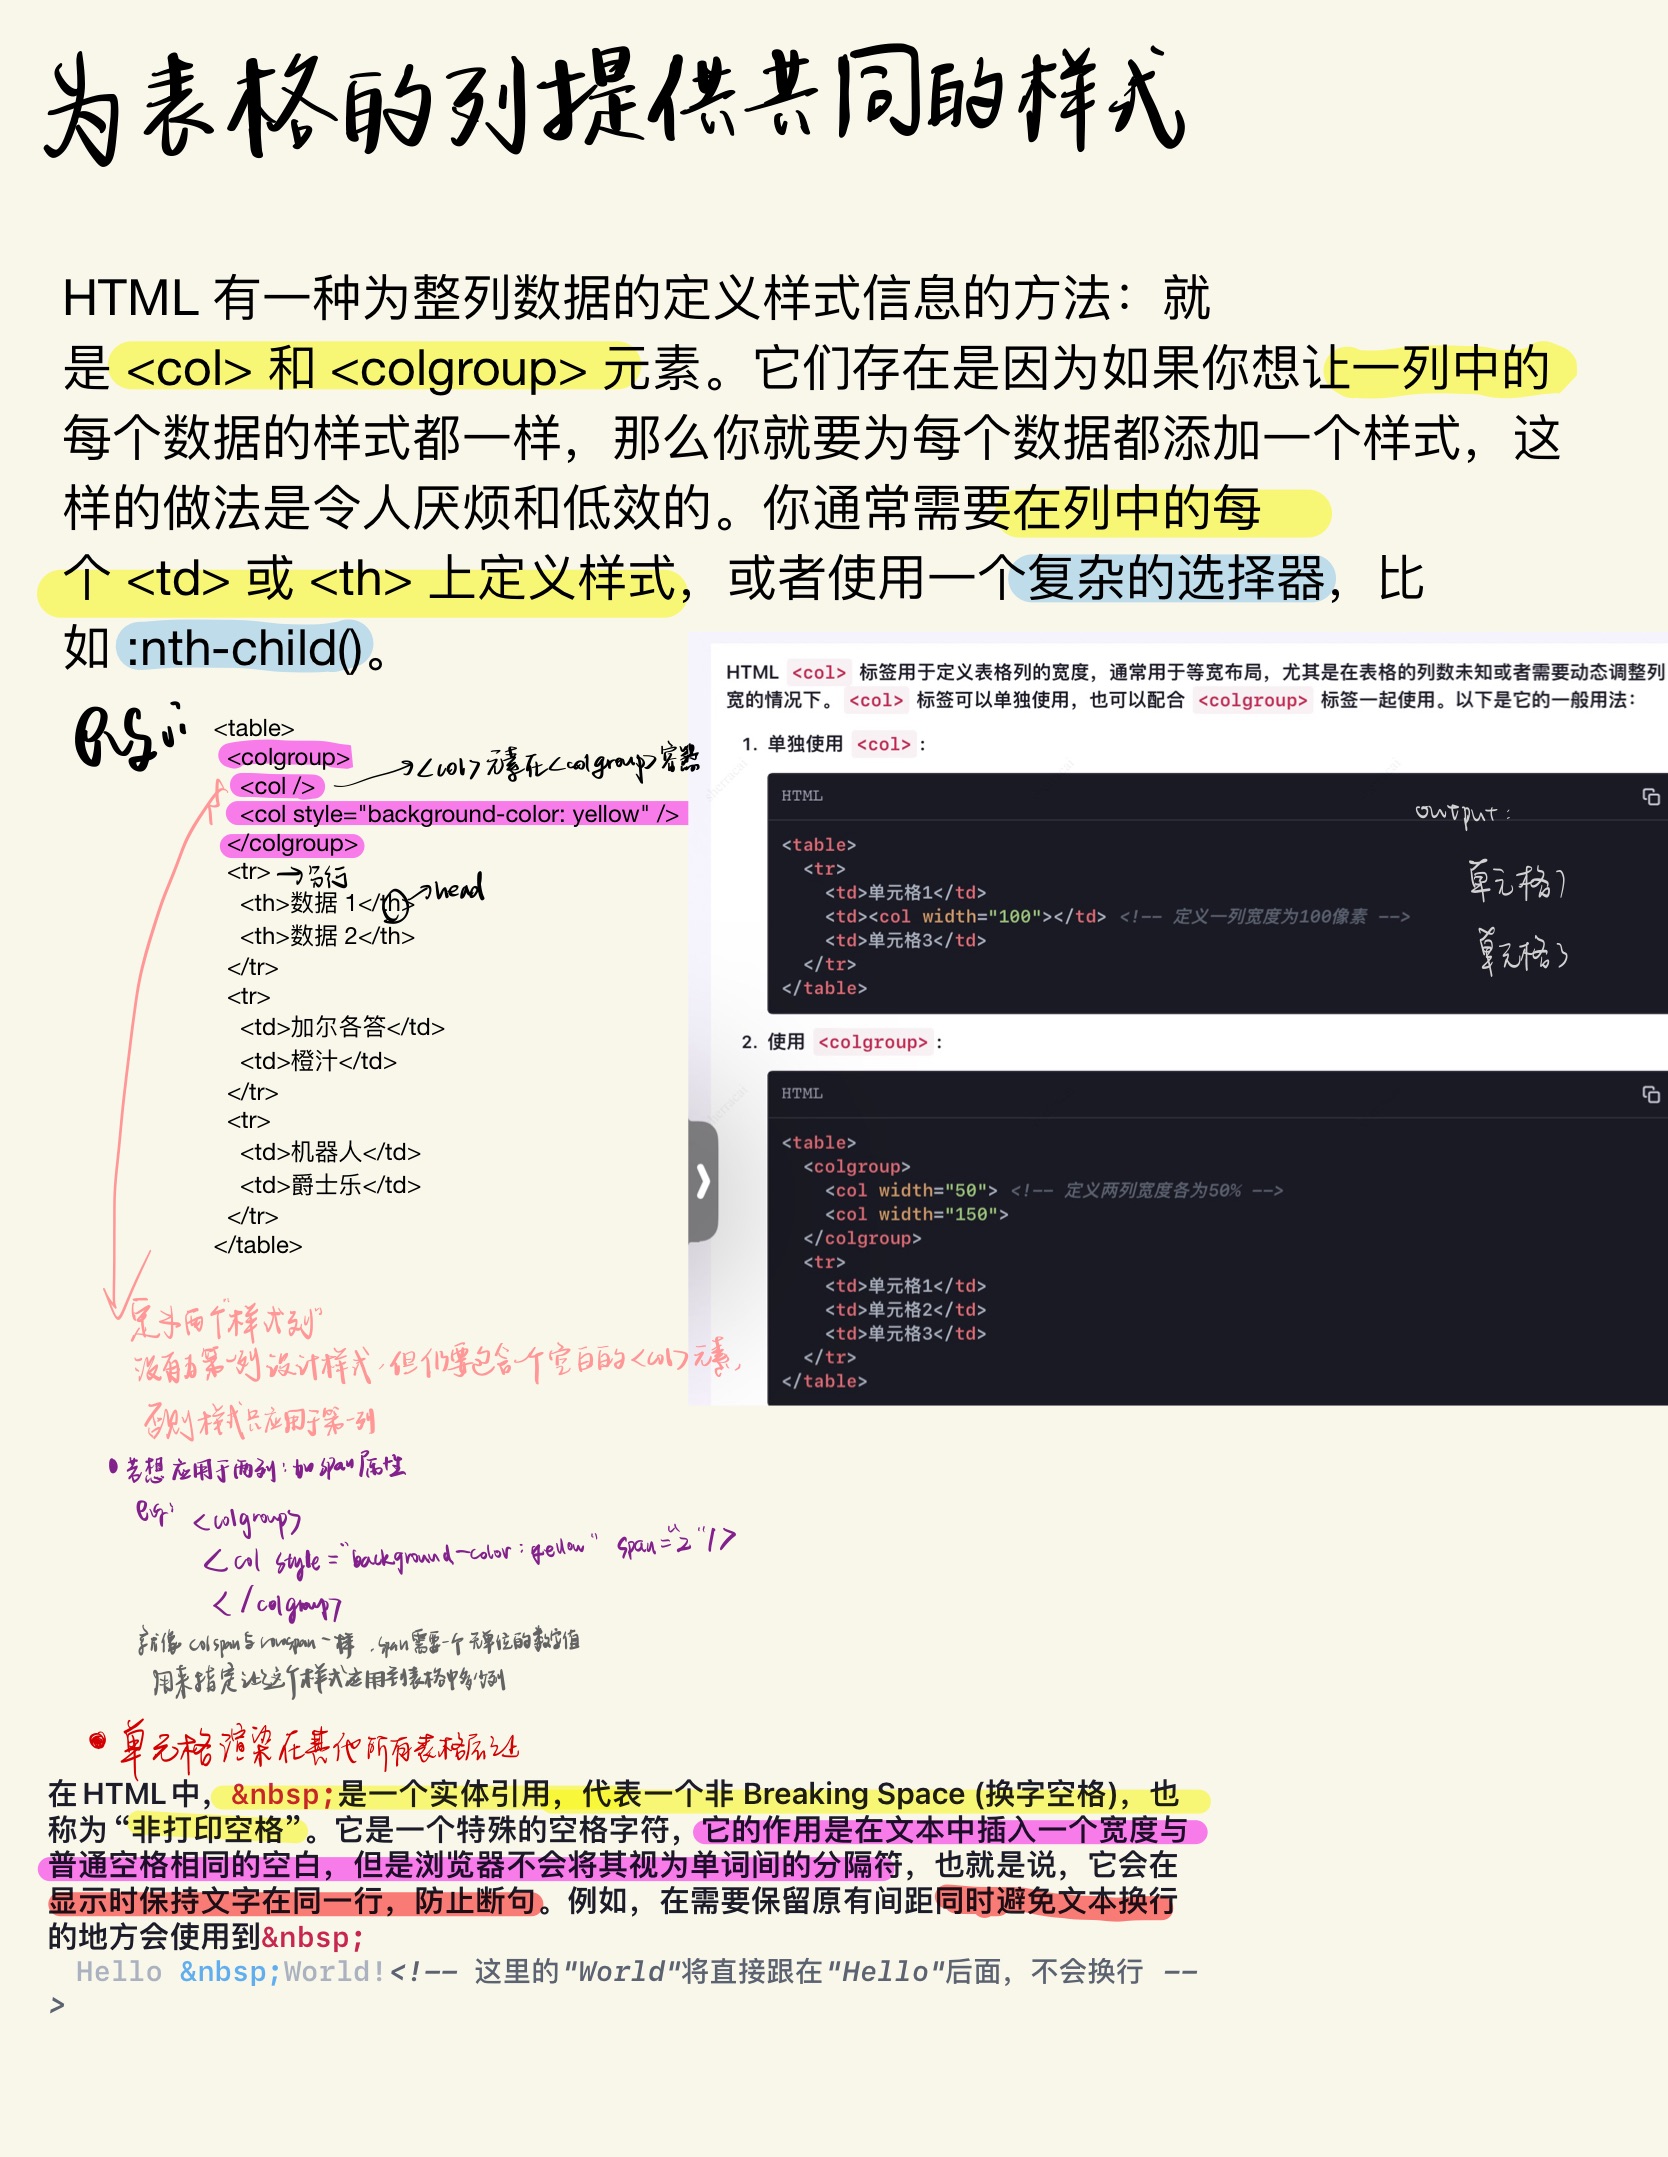 为表格的列提供共同的样式
HTML 有一种为整列数据的定义样式信息的方法：就
是 <col> 和 <colgroup> 元素。它们存在是因为如果你想让一列中的
每个数据的样式都一样，那么你就要为每个数据都添加一个样式，这
样的做法是令人厌烦和低效的。你通常需要在列中的每
个 <td> 或 <th> 上定义样式，或者使用一个复杂的选择器，比
如 :nth-child()。
eg:
<table>
<colgroup>
<col /> → <col>元素在<colgroup>容器
<col style="background-color: yellow" />
</colgroup>
<tr> →另行
<th>数据 1</th> →head
<th>数据 2</th>
</tr>
<tr>
<td>加尔各答</td>
<td>橙汁</td>
</tr>
<tr>
<td>机器人</td>
<td>爵士乐</td>
</tr>
</table>
HTML <col> 标签用于定义表格列的宽度，通常用于等宽布局，尤其是在表格的列数未知或者需要动态调整列
宽的情况下。<col> 标签可以单独使用，也可以配合 <colgroup> 标签一起使用。以下是它的一般用法：
1. 单独使用 <col>：
HTML
output:
<table>
<tr>
<td>单元格1</td>
<td><col width="100"></td> <!-- 定义一列宽度为100像素 -->
<td>单元格3</td>
</tr>
</table>
单元格1
单元格3
2. 使用 <colgroup>：
HTML
<table>
<colgroup>
<col width="50"> <!-- 定义两列宽度各为50% -->
<col width="150">
</colgroup>
<tr>
<td>单元格1</td>
<td>单元格2</td>
<td>单元格3</td>
</tr>
</table>
两个"样式列"
没有为第一列设计样式，但仍要包含一个空白的<col>元素，
否则样式只应用于第一列
•若想应用于两列：加span属性
eg:
<colgroup>
<col style="background-color:yellow" span="2"/>
</colgroup>
就像colspan与rowspan一样，span需要一个无单位的数字值
用来指定让这个样式应用到表格中多少列
•单元格渲染在其他所有表格层之上
在HTML中，&nbsp;是一个实体引用，代表一个非 Breaking Space (换字空格)，也
称为“非打印空格”。它是一个特殊的空格字符，它的作用是在文本中插入一个宽度与
普通空格相同的空白，但是浏览器不会将其视为单词间的分隔符，也就是说，它会在
显示时保持文字在同一行，防止断句。例如，在需要保留原有间距同时避免文本换行
的地方会使用到&nbsp;
Hello &nbsp;World!<!-- 这里的"World"将直接跟在"Hello"后面，不会换行 --
>